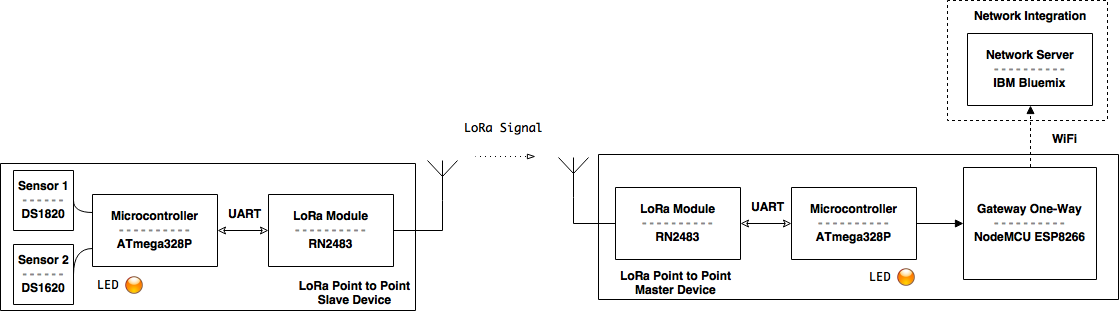 Network Integration
Network Server
IBM Bluemix
WiFi
LoRa Signal
Sensor 1
DS1820
Sensor 2
DS1620
Microcontroller
ATmega328P
LED
UART
LoRa Module
RN2483
LoRa Point to Point
Slave Device
LoRa Module
RN2483
LoRa Point to Point
Master Device
UART
Microcontroller
ATmega328P
LED
Gateway One-Way
NodeMCU ESP8266